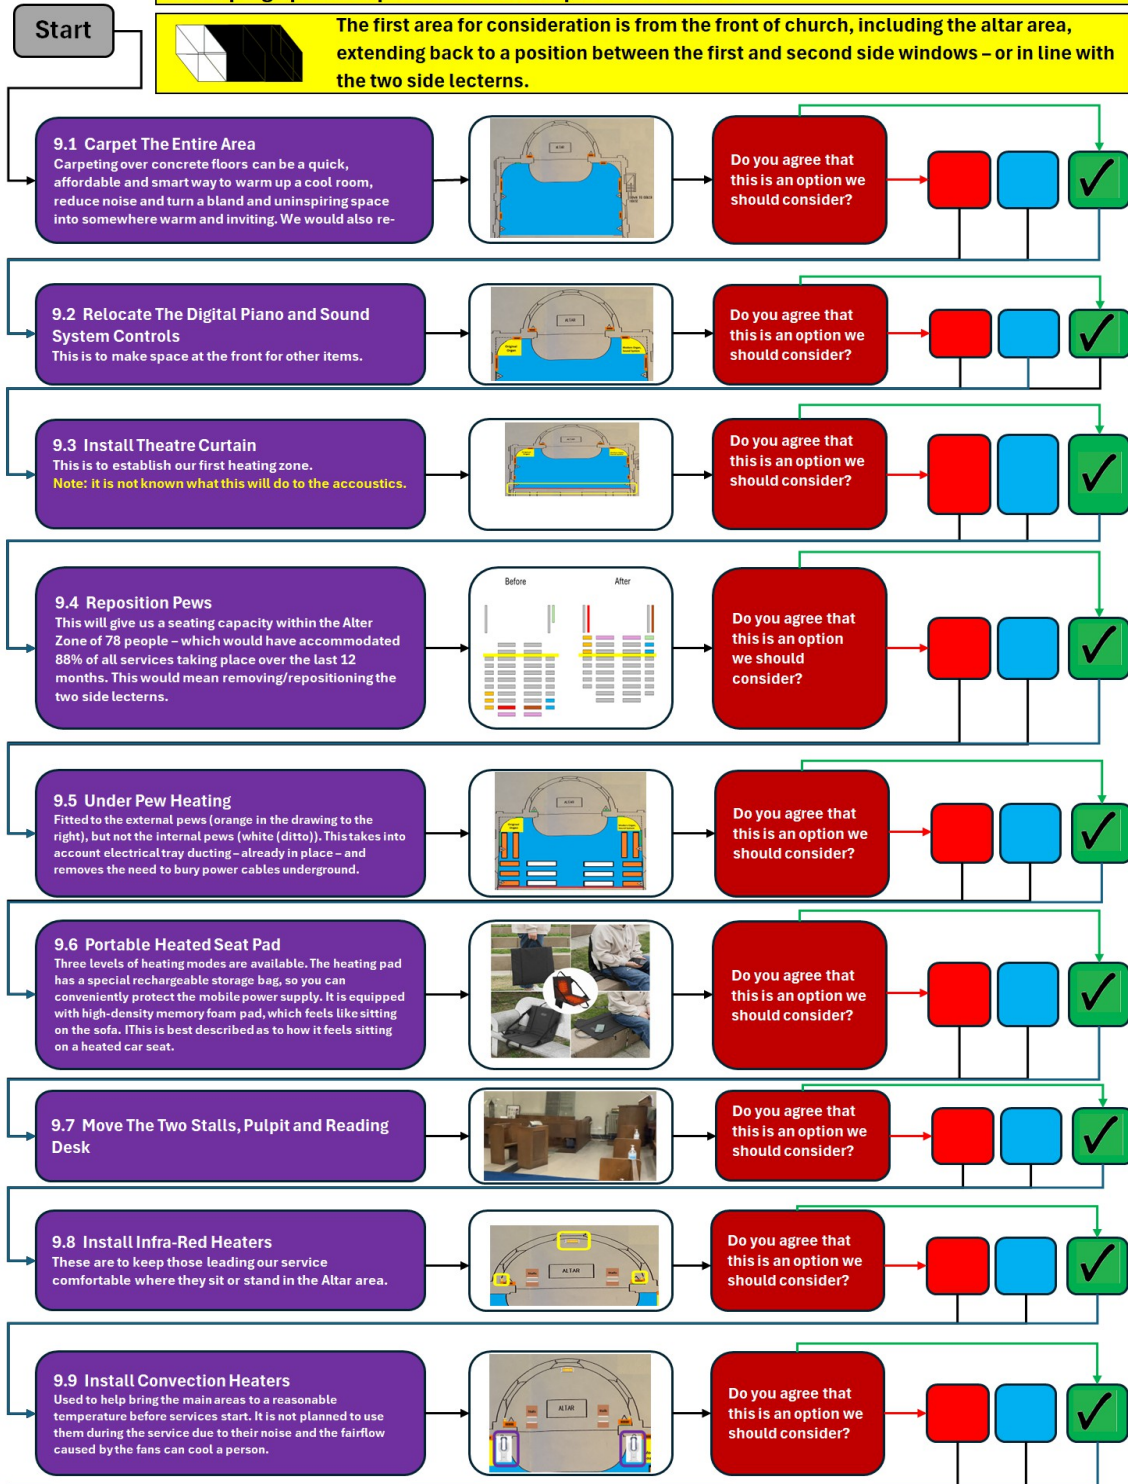 Start
The first area for consideration is from the front of church, including the altar area,
extending back to a position between the first and second side windows – or in line with
the two side lecterns.
9.1 Carpet The Entire Area
Carpeting over concrete floors can be a quick,
affordable and smart way to warm up a cool room,
reduce noise and turn a bland and uninspiring space
into somewhere warm and inviting. We would also re-
ALTAR
Do you agree that
this is an option we
should consider?
9.2 Relocate The Digital Piano and Sound
System Controls
This is to make space at the front for other items.
ALTAR
Do you agree that
this is an option we
should consider?
9.3 Install Theatre Curtain
This is to establish our first heating zone.
Note: it is not known what this will do to the accoustics.
ALTAR
Do you agree that
this is an option we
should consider?
9.4 Reposition Pews
This will give us a seating capacity within the Alter
Zone of 78 people – which would have accommodated
88% of all services taking place over the last 12
months. This would mean removing/repositioning the
two side lecterns.
Before
After
Do you agree that
this is an option
we should
consider?
9.5 Under Pew Heating
Fitted to the external pews (orange in the drawing to the
right), but not the internal pews (white (ditto)). This takes into
account electrical tray ducting – already in place – and
removes the need to bury power cables underground.
ALTAR
Do you agree that
this is an option we
should consider?
9.6 Portable Heated Seat Pad
Three levels of heating modes are available. The heating pad
has a special rechargeable storage bag, so you can
conveniently protect the mobile power supply. It is equipped
with high-density memory foam pad, which feels like sitting
on the sofa. IThis is best described as to how it feels sitting
on a heated car seat.
Do you agree that
this is an option we
should consider?
9.7 Move The Two Stalls, Pulpit and Reading
Desk
Do you agree that
this is an option we
should consider?
9.8 Install Infra-Red Heaters
These are to keep those leading our service
comfortable where they sit or stand in the Altar area.
ALTAR
Do you agree that
this is an option we
should consider?
9.9 Install Convection Heaters
Used to help bring the main areas to a reasonable
temperature before services start. It is not planned to use
them during the service due to their noise and the fairflow
caused by the fans can cool a person.
ALTAR
Do you agree that
this is an option we
should consider?